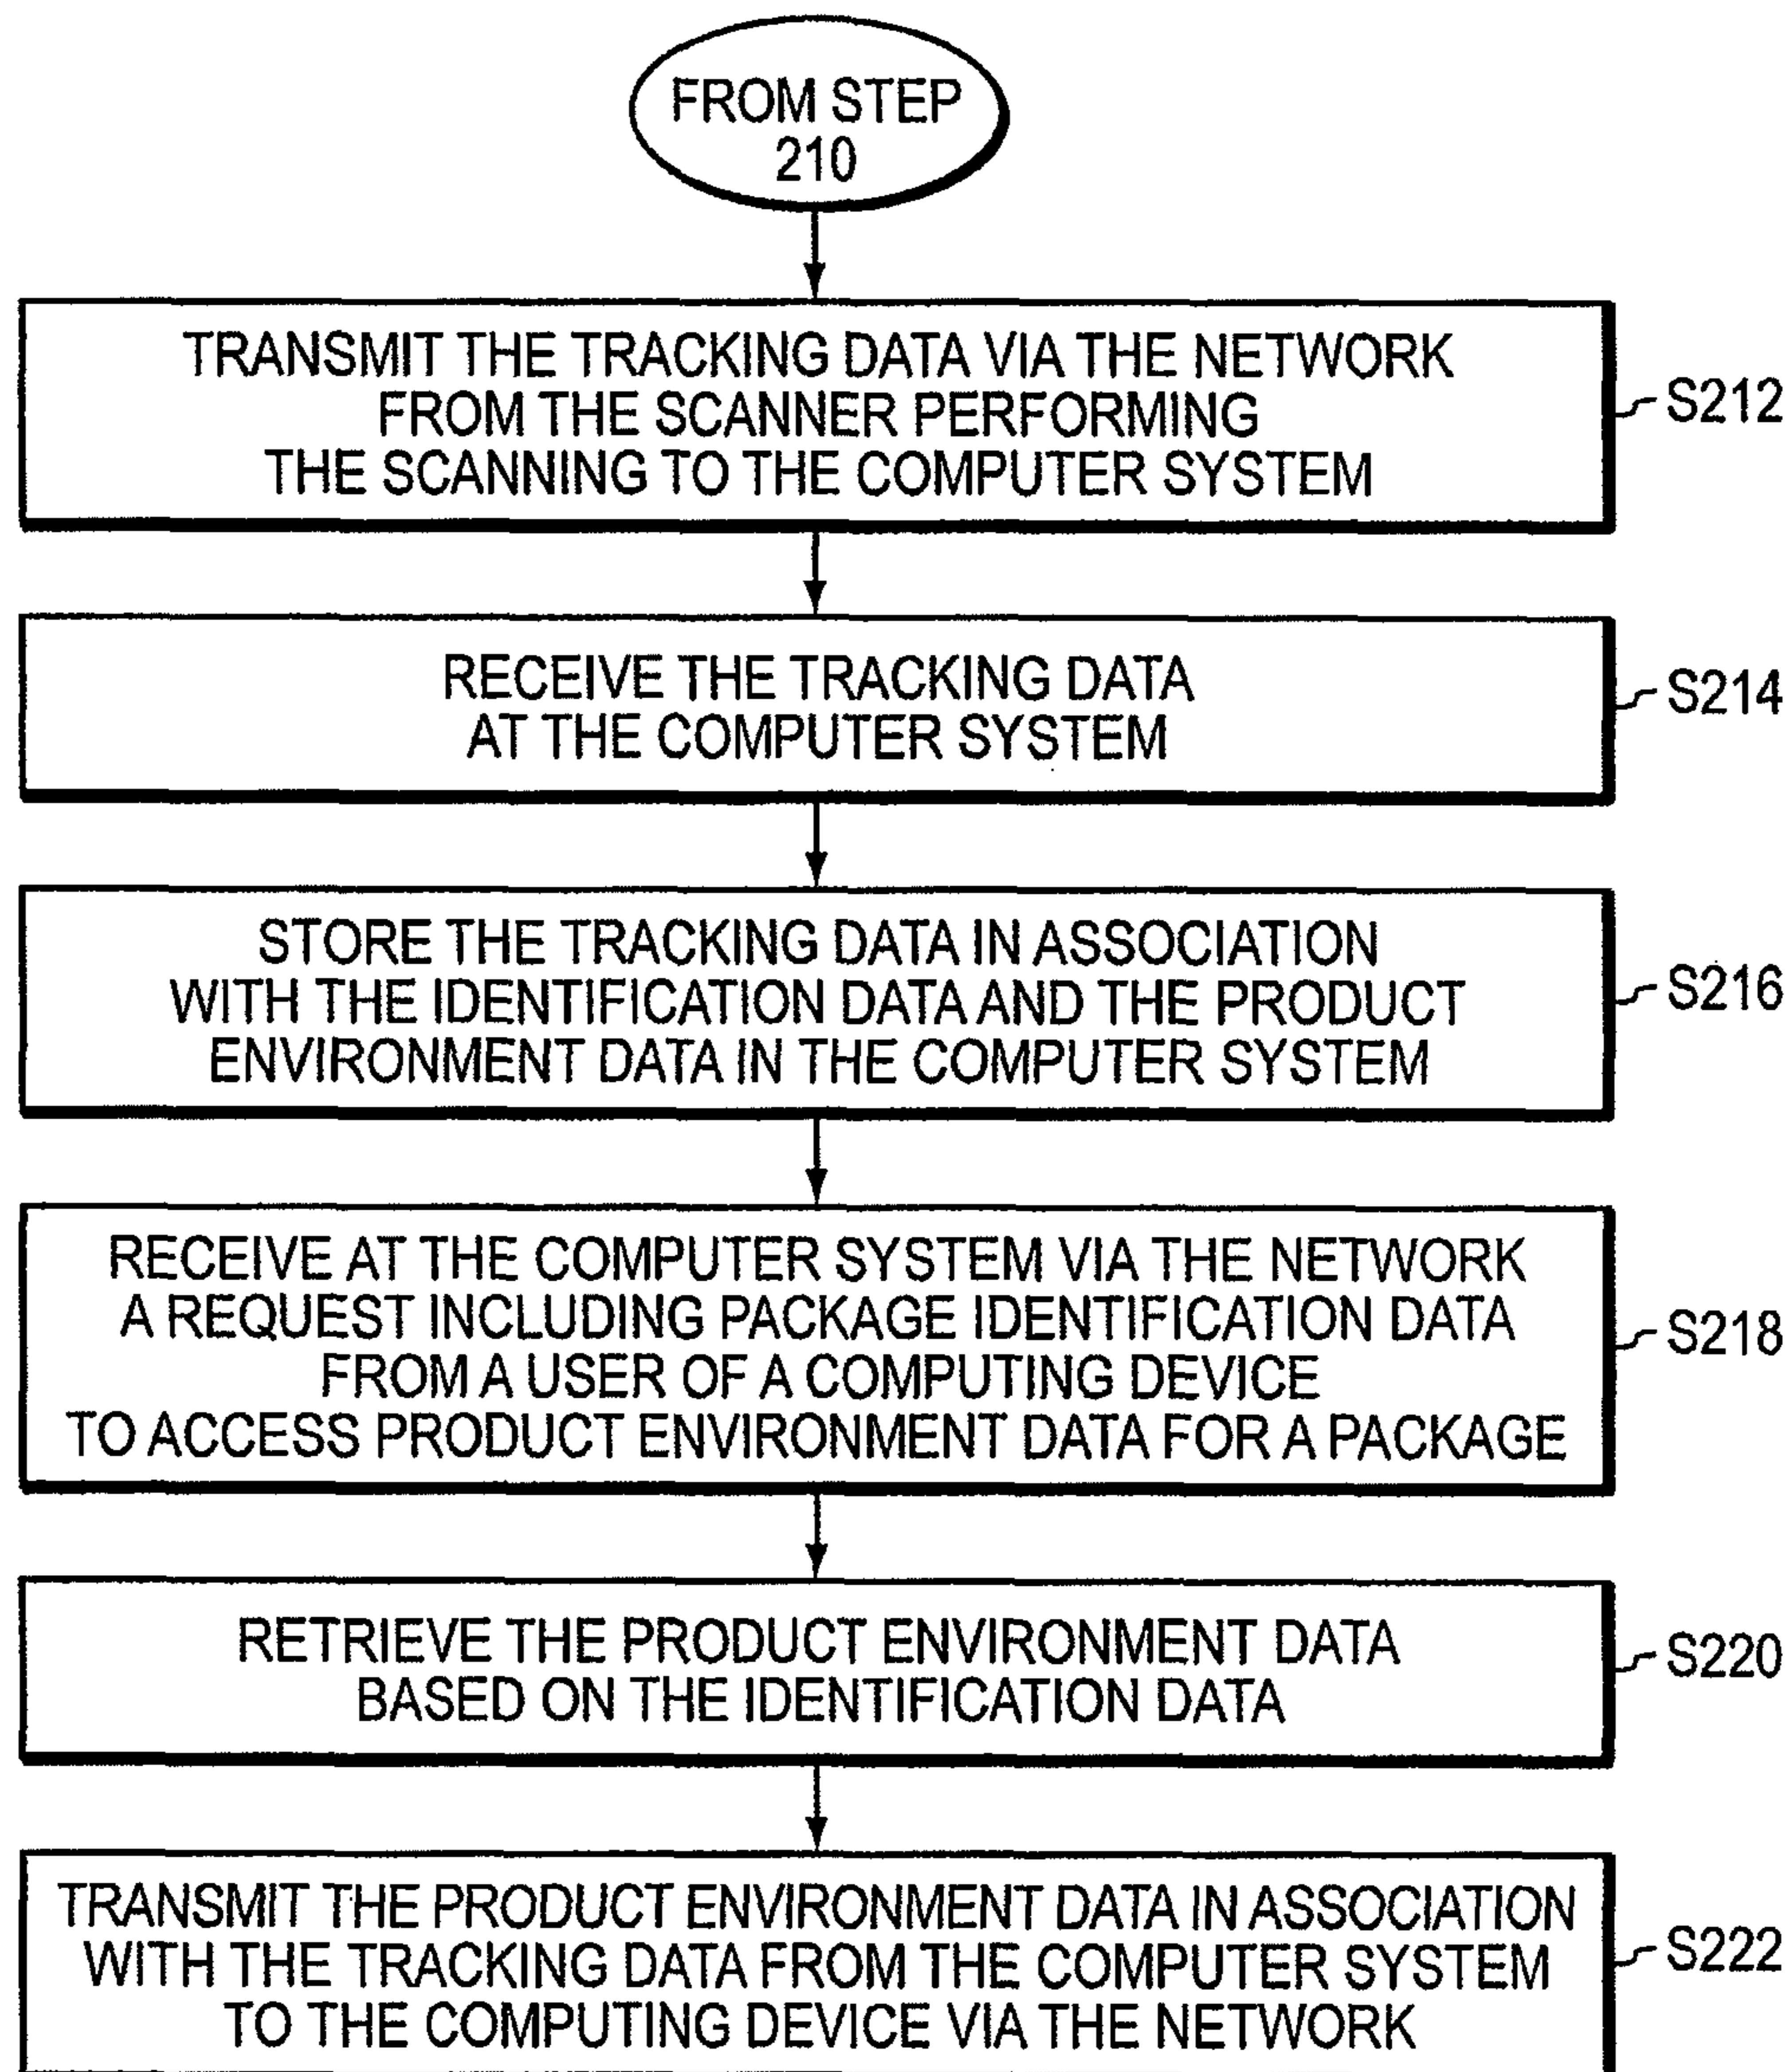 FROM STEP
210
TRANSMIT THE TRACKING DATA VIA THE NETWORK
FROM THE SCANNER PERFORMING
THE SCANNING TO THE COMPUTER SYSTEM
S212
RECEIVE THE TRACKING DATA
AT THE COMPUTER SYSTEM
S214
STORE THE TRACKING DATA IN ASSOCIATION
WITH THE IDENTIFICATION DATA AND THE PRODUCT
ENVIRONMENT DATA IN THE COMPUTER SYSTEM
S216
RECEIVE AT THE COMPUTER SYSTEM VIA THE NETWORK
A REQUEST INCLUDING PACKAGE IDENTIFICATION DATA
FROM A USER OF A COMPUTING DEVICE
TO ACCESS PRODUCT ENVIRONMENT DATA FOR A PACKAGE
S218
RETRIEVE THE PRODUCT ENVIRONMENT DATA
BASED ON THE IDENTIFICATION DATA
S220
TRANSMIT THE PRODUCT ENVIRONMENT DATA IN ASSOCIATION
WITH THE TRACKING DATA FROM THE COMPUTER SYSTEM
TO THE COMPUTING DEVICE VIA THE NETWORK
S222